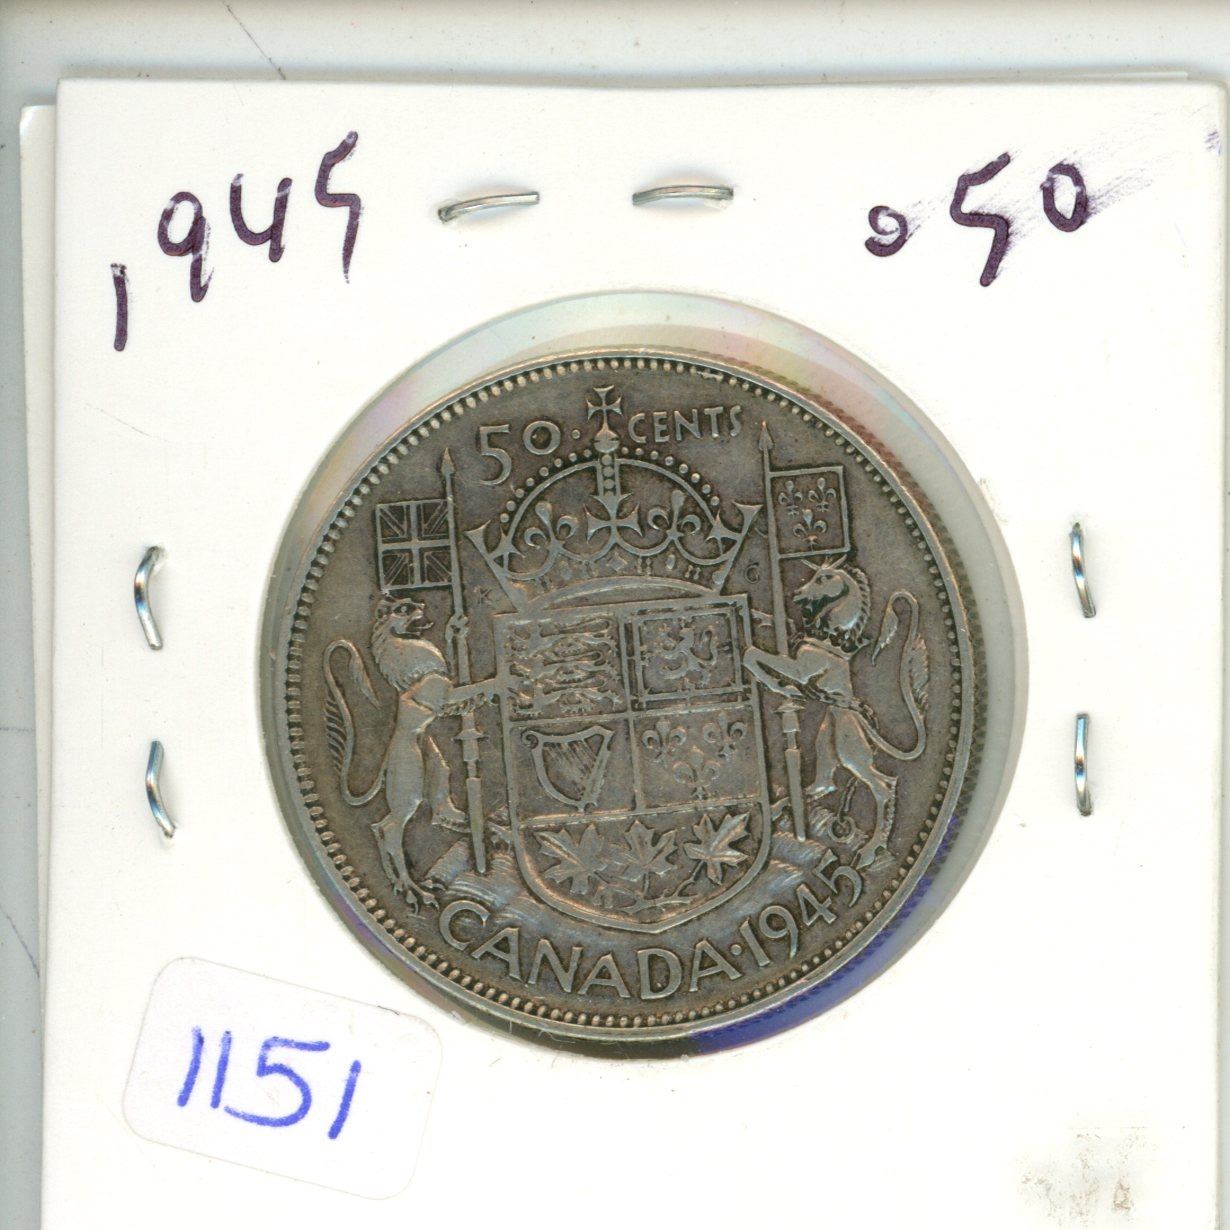 1945 .50
50 · CENTS
K G
CANADA · 1945
1151